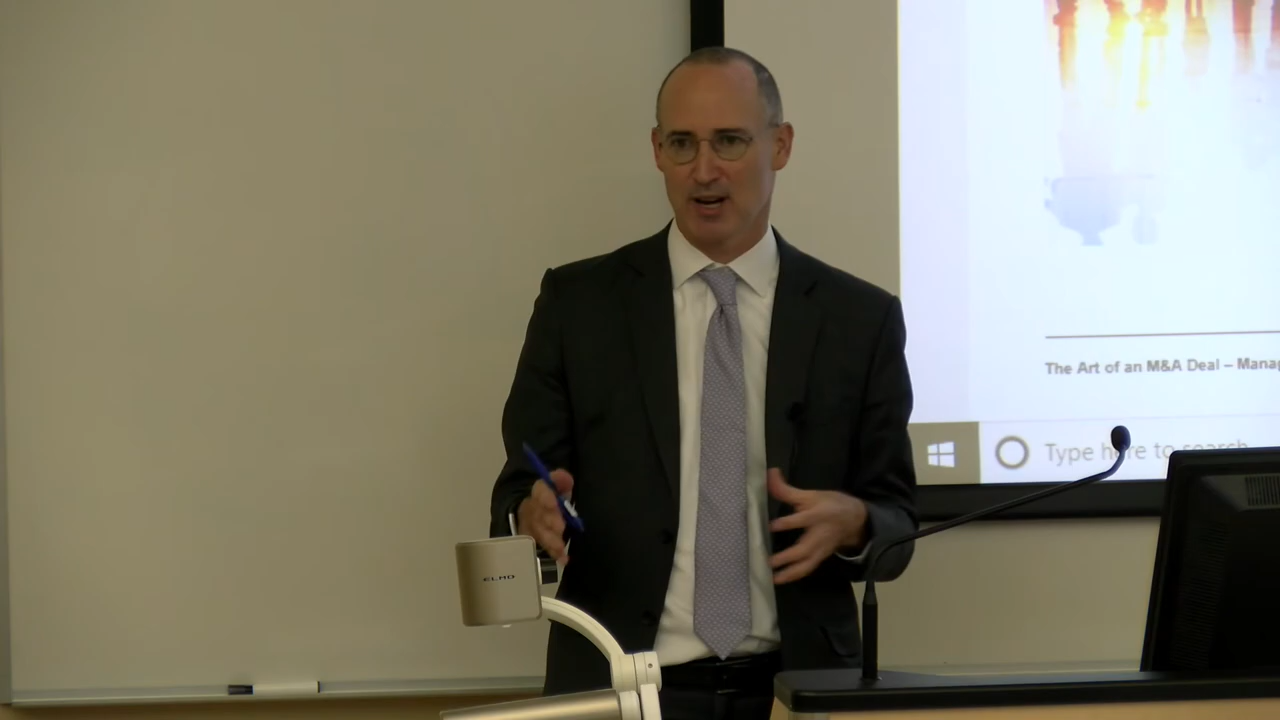 The Art of an M&A Deal – Manag
Type here to search
ELMO